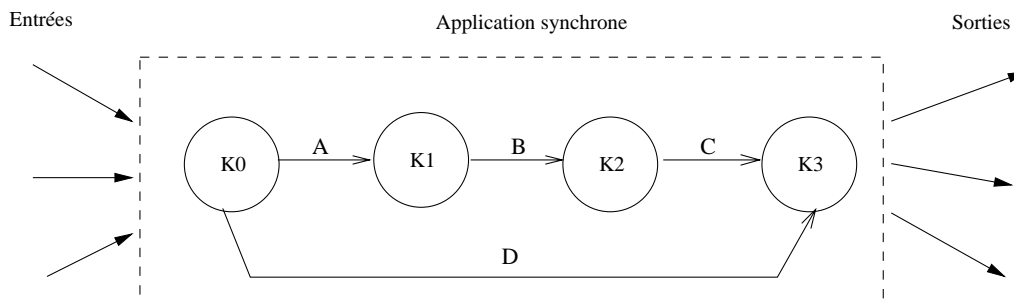 Entrées
Application synchrone
Sorties
K0
A
K1
B
K2
C
K3
D